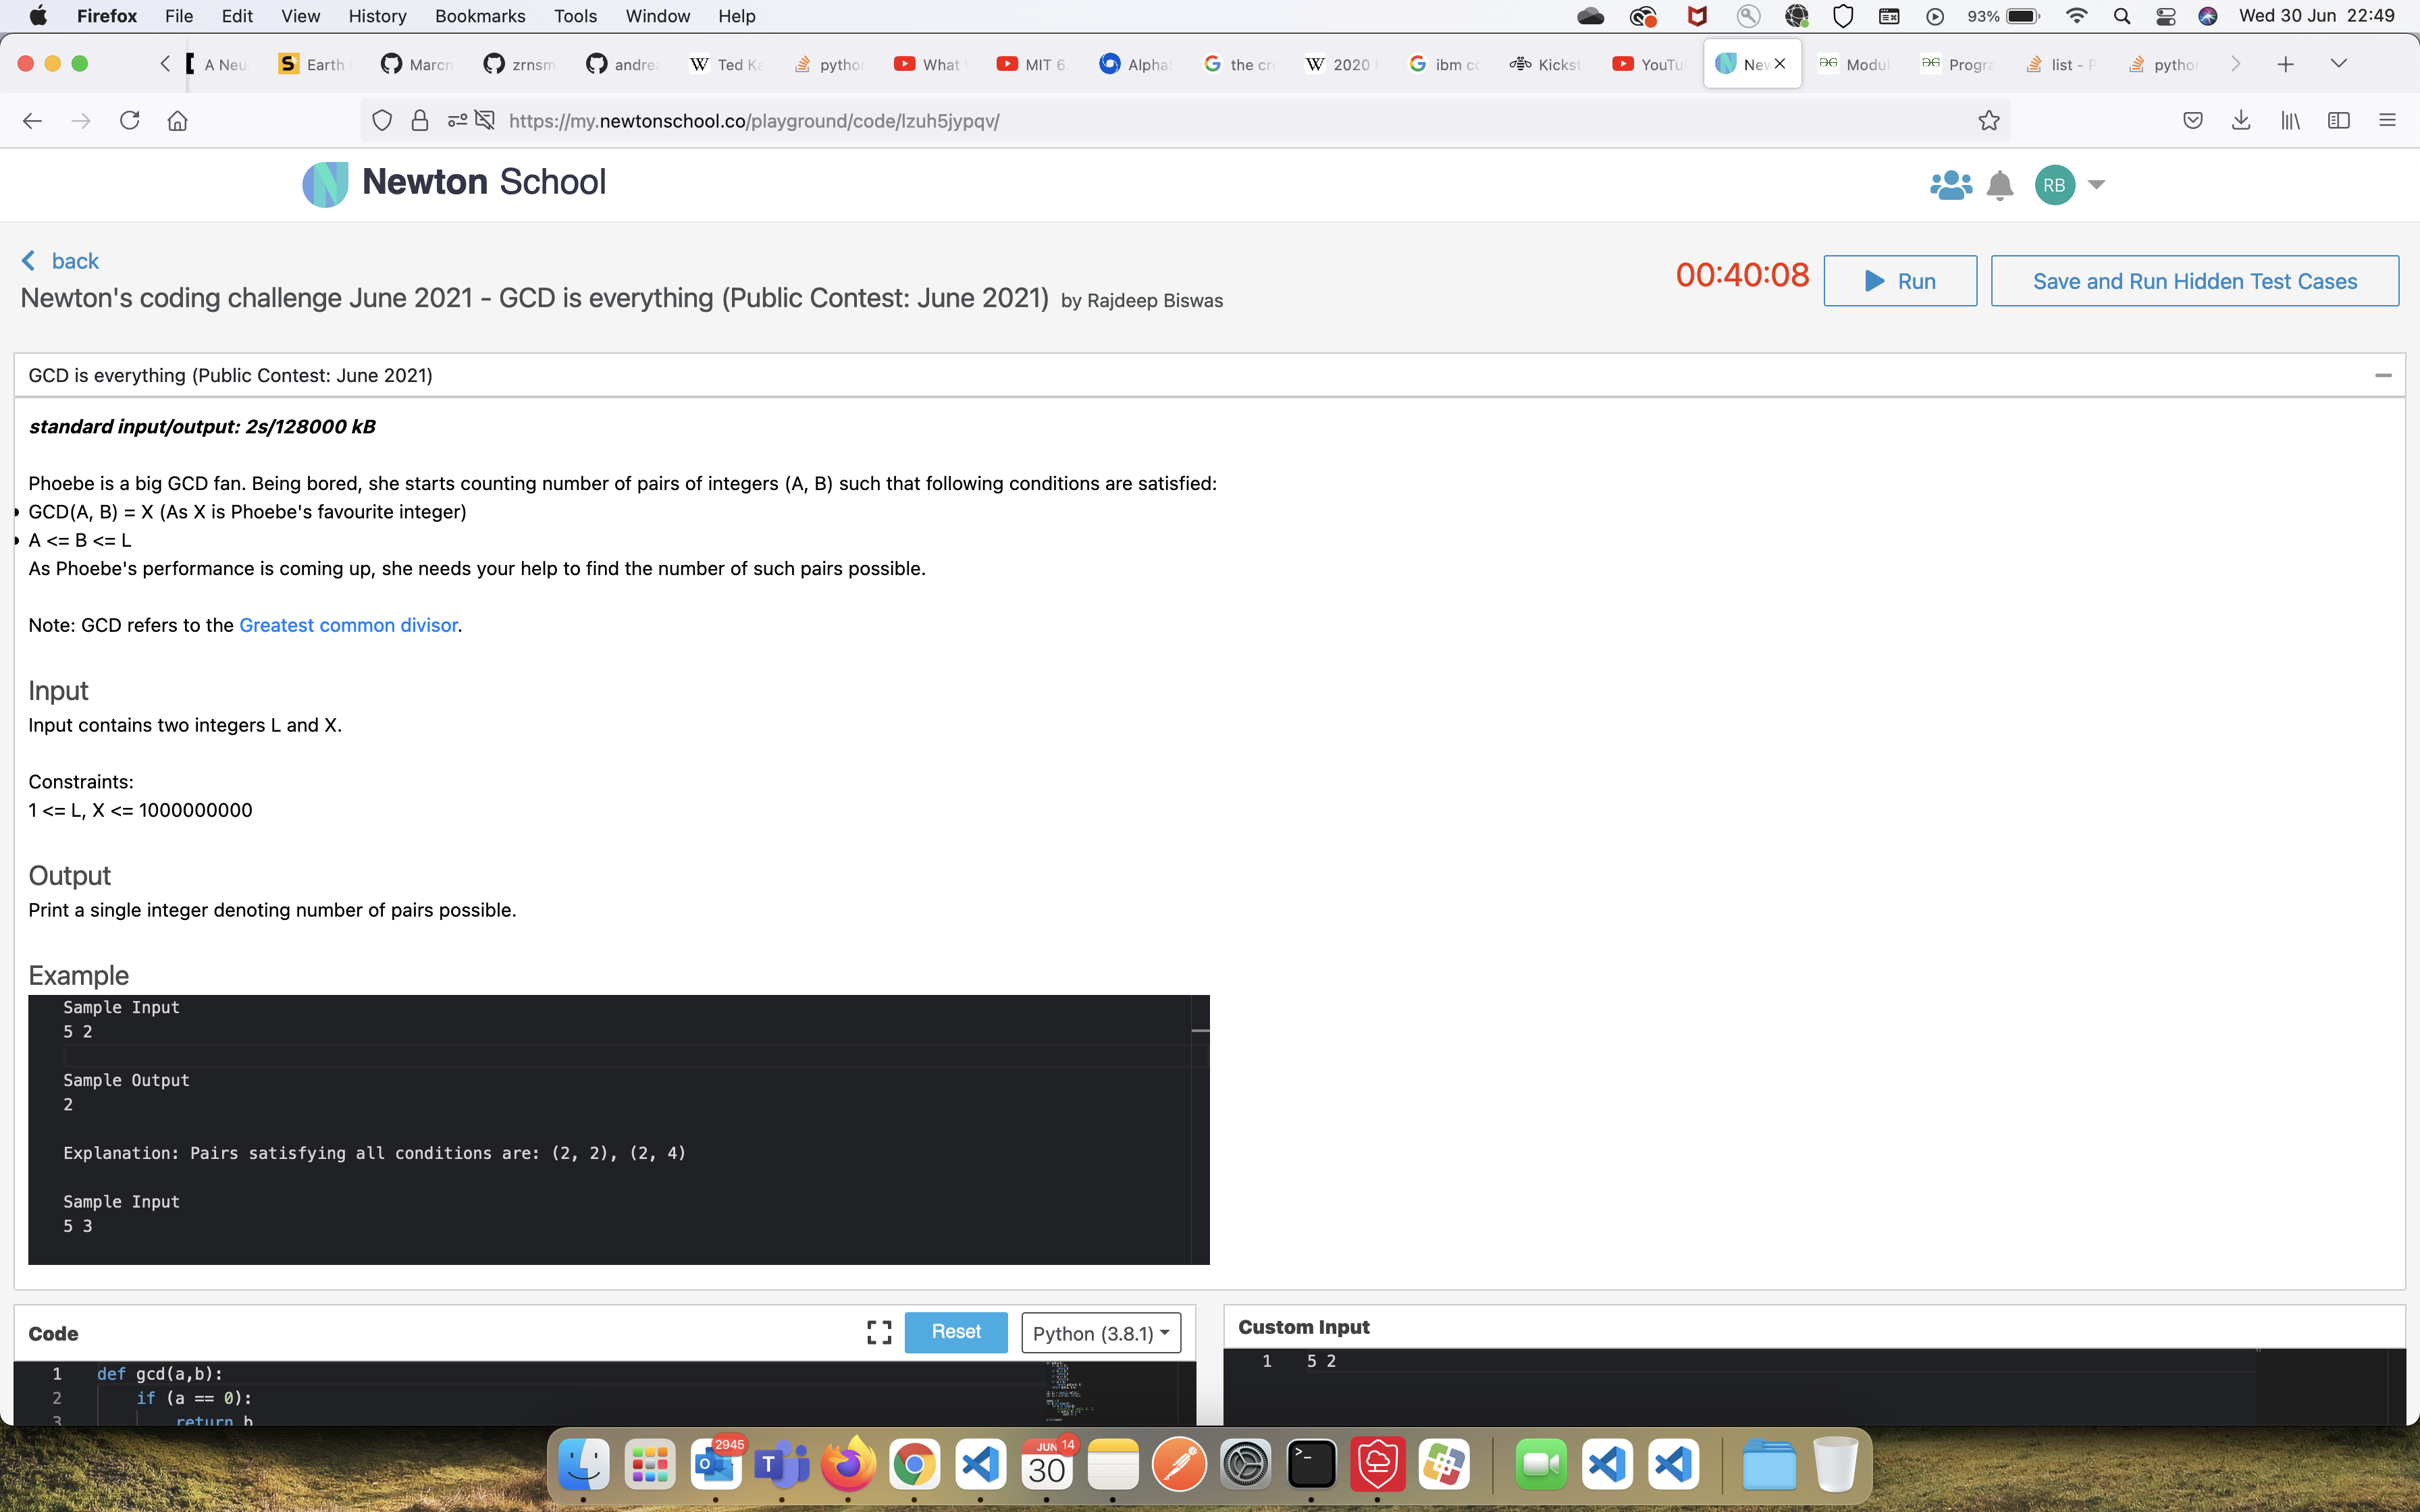 Firefox File Edit View History Bookmarks Tools Window Help 93% Wed 30 Jun 22:49
A Neu Earth Marcn zrnsm andrea Ted Ka pytho What MIT 6. Alpha the cr 2020 ibm co Kickst YouTu New Modul Progra list - P pytho
https://my.newtonschool.co/playground/code/lzuh5jypqv/
Newton School
RB
back
Newton's coding challenge June 2021 - GCD is everything (Public Contest: June 2021) by Rajdeep Biswas
00:40:08 Run Save and Run Hidden Test Cases
GCD is everything (Public Contest: June 2021)
standard input/output: 2s/128000 kB
Phoebe is a big GCD fan. Being bored, she starts counting number of pairs of integers (A, B) such that following conditions are satisfied:
• GCD(A, B) = X (As X is Phoebe's favourite integer)
• A <= B <= L
As Phoebe's performance is coming up, she needs your help to find the number of such pairs possible.
Note: GCD refers to the Greatest common divisor.
Input
Input contains two integers L and X.
Constraints:
1 <= L, X <= 1000000000
Output
Print a single integer denoting number of pairs possible.
Example
Sample Input
5 2
Sample Output
2
Explanation: Pairs satisfying all conditions are: (2, 2), (2, 4)
Sample Input
5 3
Code Reset Python (3.8.1)
1 def gcd(a,b):
2 if (a == 0):
3 return b
Custom Input
1 5 2
2945 JUN 14
30